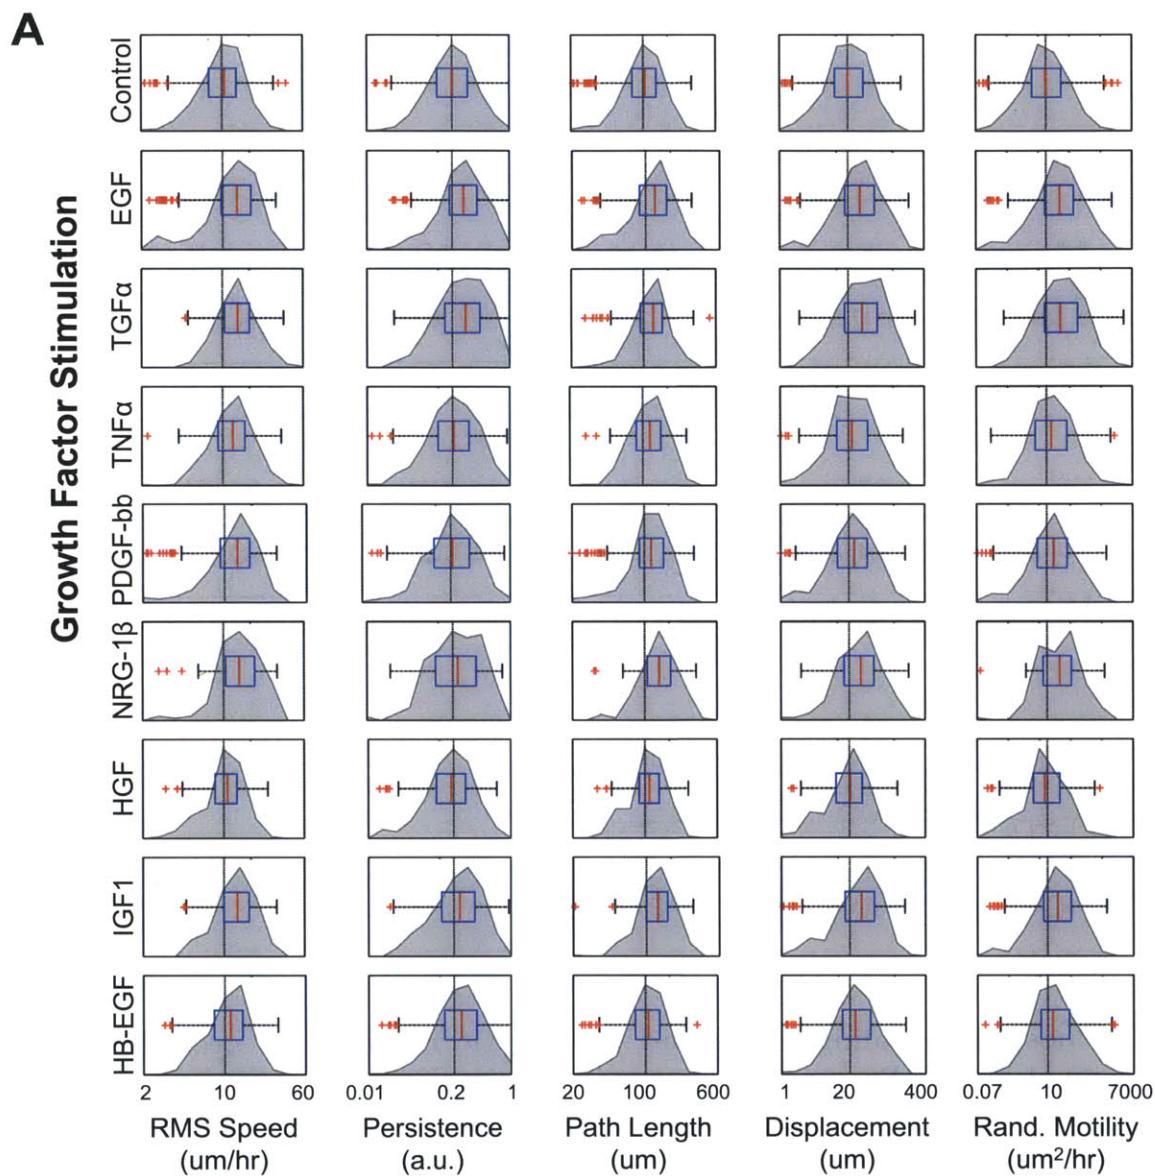 A
Growth Factor Stimulation
Control
EGF
TGFα
TNFα
PDGF-bb
NRG-1β
HGF
IGF1
HB-EGF
2 10 60 0.01 0.2 1 20 100 600 1 20 400 0.07 10 7000
RMS Speed Persistence Path Length Displacement Rand. Motility
(um/hr) (a.u.) (um) (um) (um²/hr)